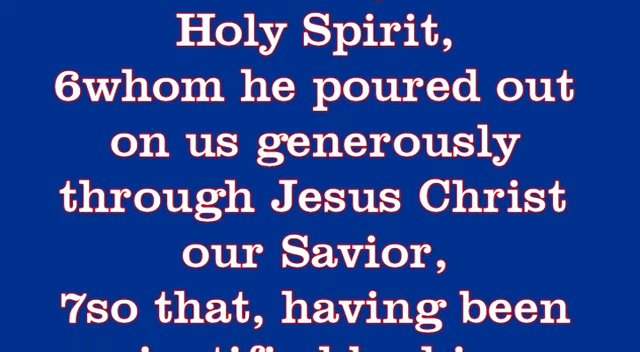 Holy Spirit,
6whom he poured out
on us generously
through Jesus Christ
our Savior,
7so that, having been